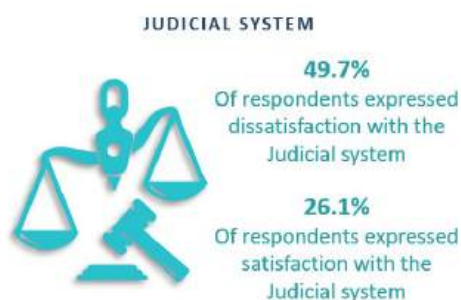 JUDICIAL SYSTEM
49.7%
Of respondents expressed
dissatisfaction with the
Judicial system
26.1%
Of respondents expressed
satisfaction with the
Judicial system